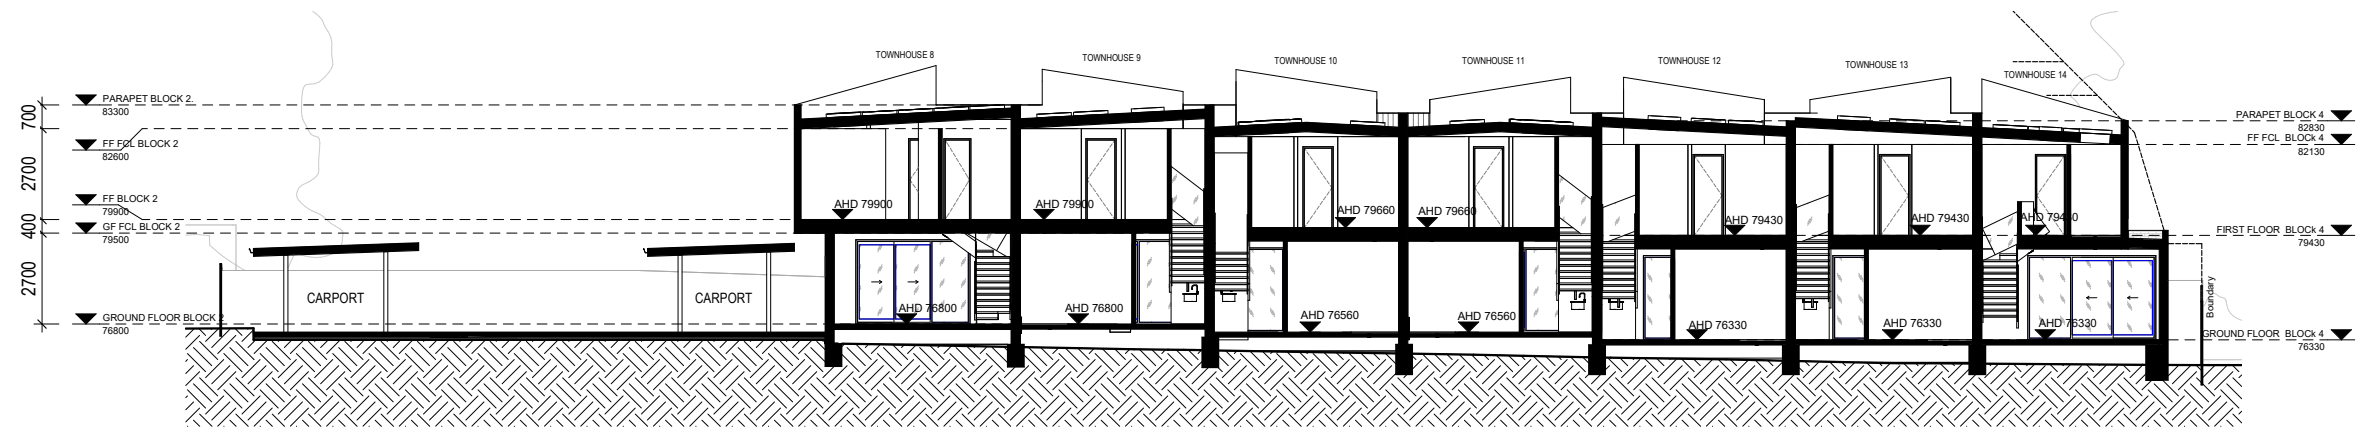 TOWNHOUSE 8
TOWNHOUSE 9
TOWNHOUSE 10
TOWNHOUSE 11
TOWNHOUSE 12
TOWNHOUSE 13
TOWNHOUSE 14
700
2700
400
2700
PARAPET BLOCK 2.
83300
FF FCL BLOCK 2
82600
FF BLOCK 2
79900
GF FCL BLOCK 2
79500
GROUND FLOOR BLOCK 2
76800
CARPORT
CARPORT
AHD 79900
AHD 79900
AHD 79660
AHD 79660
AHD 79430
AHD 79430
AHD 79430
AHD 76800
AHD 76800
AHD 76560
AHD 76560
AHD 76330
AHD 76330
AHD 76330
PARAPET BLOCK 4
82830
FF FCL BLOCk 4
82130
FIRST FLOOR BLOCk 4
79430
Boundary
GROUND FLOOR BLOCk 4
76330